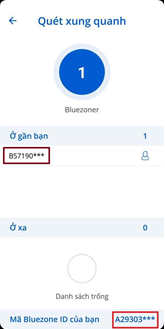 Quét xung quanh
1
Bluezoner
Ở gần bạn 1
B57190***
Ở xa 0
Danh sách trống
Mã Bluezone ID của bạn A29303***